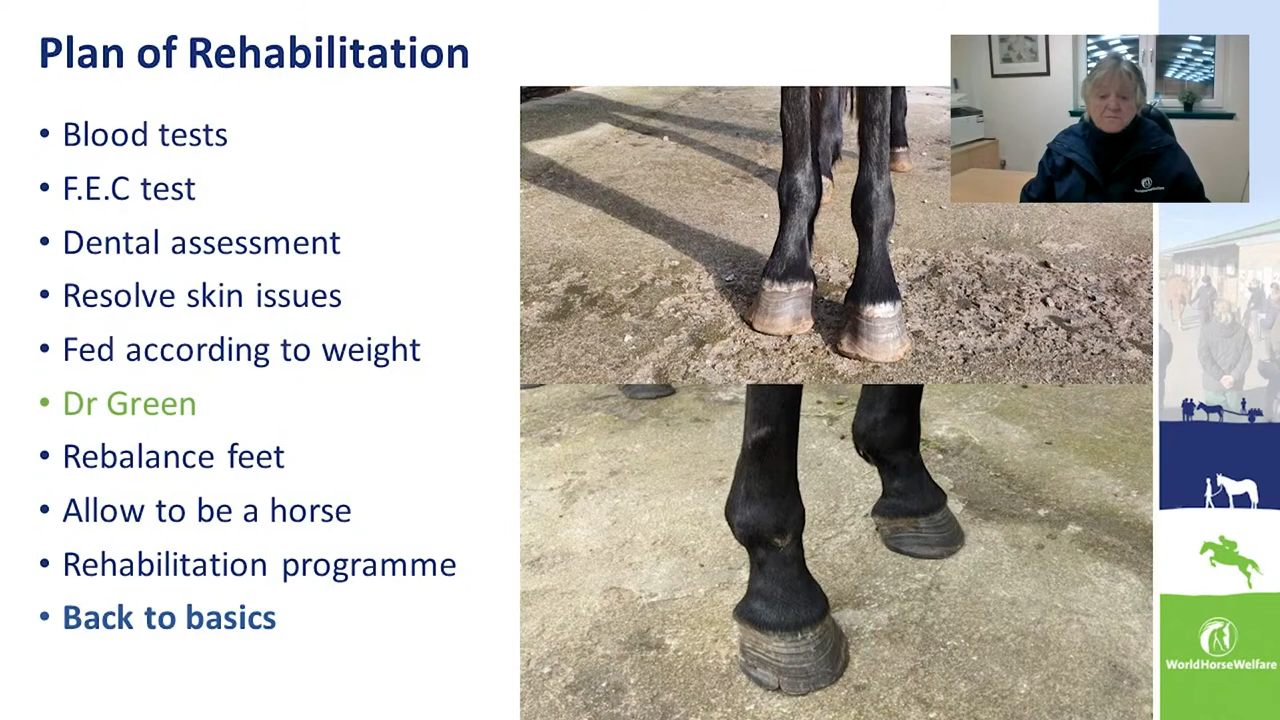 Plan of Rehabilitation
• Blood tests
• F.E.C test
• Dental assessment
• Resolve skin issues
• Fed according to weight
• Dr Green
• Rebalance feet
• Allow to be a horse
• Rehabilitation programme
• Back to basics
WorldHorseWelfare
WorldHorseWelfare